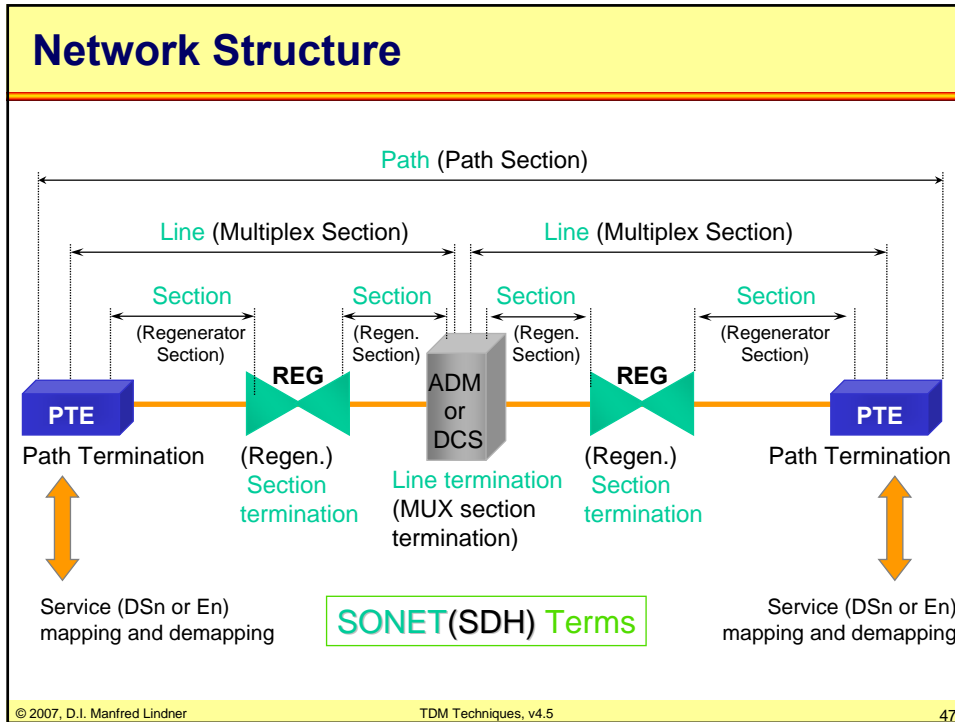 Network Structure
Path (Path Section)
Line (Multiplex Section)
Line (Multiplex Section)
Section
(Regenerator
Section)
Section
(Regen.
Section)
Section
(Regen.
Section)
Section
(Regenerator
Section)
REG
ADM
or
DCS
REG
PTE
PTE
Path Termination
(Regen.)
Section
termination
Line termination
(MUX section
termination)
(Regen.)
Section
termination
Path Termination
Service (DSn or En)
mapping and demapping
SONET(SDH) Terms
Service (DSn or En)
mapping and demapping
© 2007, D.I. Manfred Lindner
TDM Techniques, v4.5
47